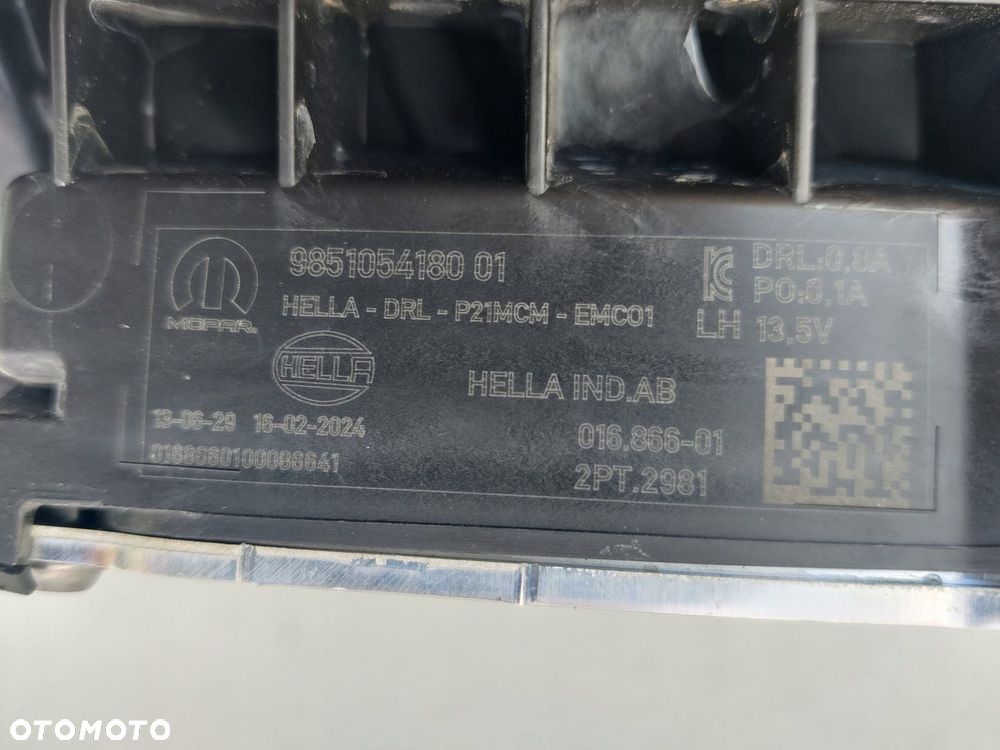 9851054180 01
HELLA - DRL - P21MCM - EMC01
MOPAR.
KC
DRL:0,8A
PO:0,1A
LH 13,5V
HELLA
HELLA IND.AB
13-06-29 16-02-2024
016.866-01
0168660100086641
2PT.2981
OTOMOTO